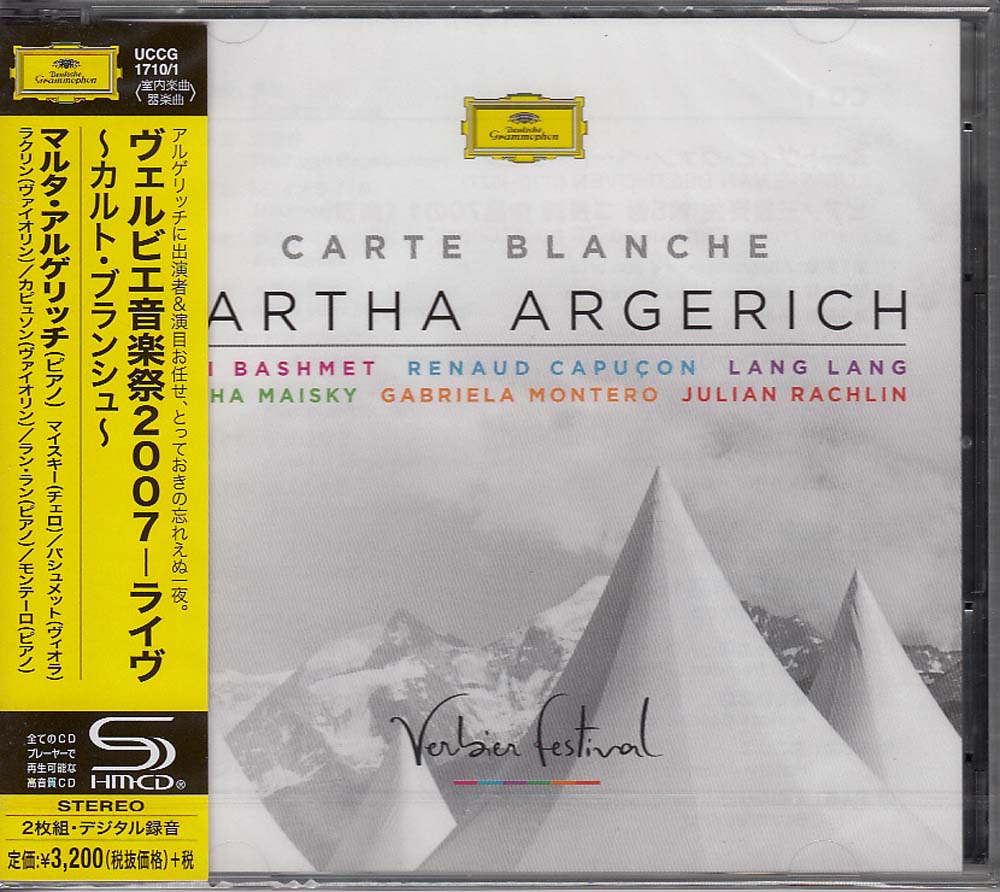 Deutsche
Grammophon
UCCG
1710/1
〈室内楽曲
器楽曲〉
アルゲリッチに出演者&演目お任せ、とっておきの忘れえぬ一夜。
ヴェルビエ音楽祭2007ーライヴ
〜カルト・ブランシュ〜
マルタ・アルゲリッチ(ピアノ) マイスキー(チェロ)/バシュメット(ヴィオラ)
ラクリン(ヴァイオリン)/カピュソン(ヴァイオリン)/ラン・ラン(ピアノ)/モンテーロ(ピアノ)
全てのCD
プレーヤーで
再生可能な
高音質CD
SHM-CD®
STEREO
2枚組・デジタル録音
定価:¥3,200(税抜価格)+税
Deutsche
Grammophon
CARTE BLANCHE
ARTHA ARGERICH
I BASHMET RENAUD CAPUÇON LANG LANG
HA MAISKY GABRIELA MONTERO JULIAN RACHLIN
Verbier Festival